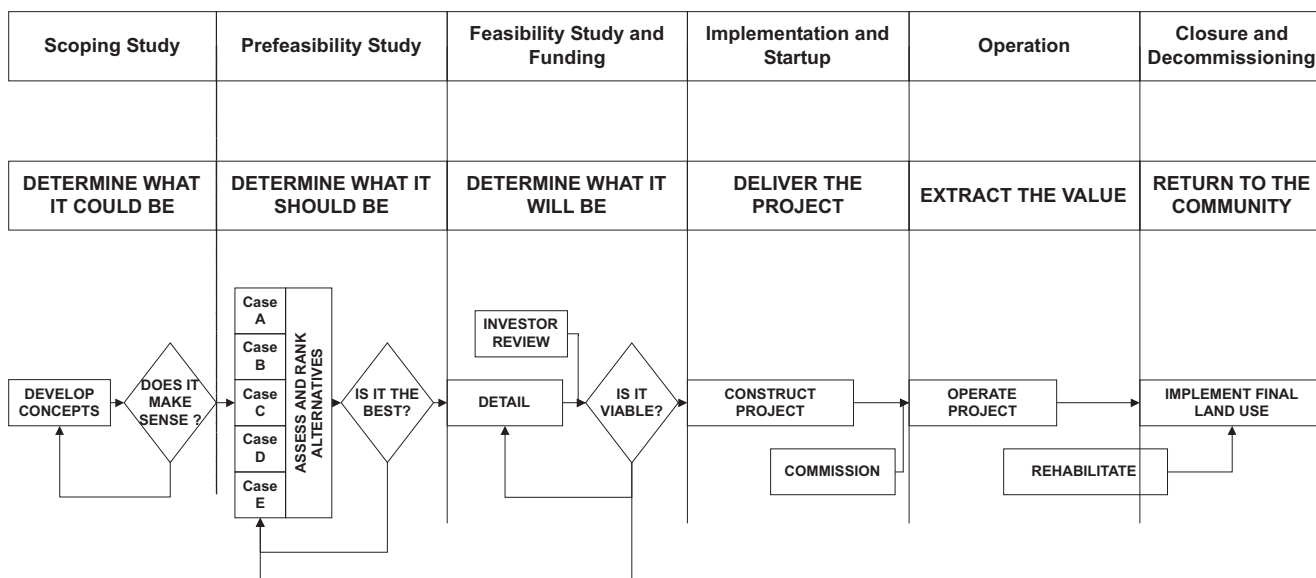 Scoping Study
Prefeasibility Study
Feasibility Study and
Funding
Implementation and
Startup
Operation
Closure and
Decommissioning
DETERMINE WHAT
IT COULD BE
DETERMINE WHAT IT
SHOULD BE
DETERMINE WHAT IT
WILL BE
DELIVER THE
PROJECT
EXTRACT THE VALUE
RETURN TO THE
COMMUNITY
DEVELOP
CONCEPTS
DOES IT
MAKE
SENSE ?
Case
A
Case
B
Case
C
Case
D
Case
E
ASSESS AND RANK
ALTERNATIVES
IS IT THE
BEST?
INVESTOR
REVIEW
DETAIL
IS IT
VIABLE?
CONSTRUCT
PROJECT
COMMISSION
OPERATE
PROJECT
REHABILITATE
IMPLEMENT FINAL
LAND USE